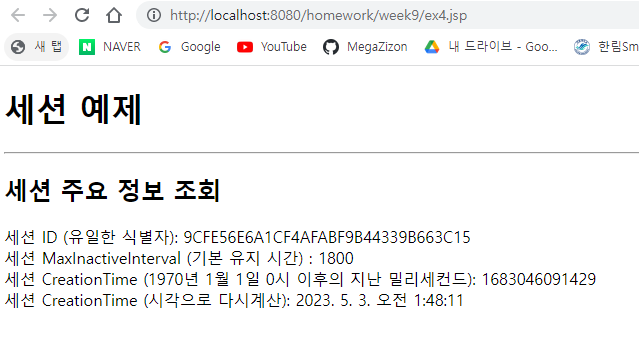 http://localhost:8080/homework/week9/ex4.jsp
새 탭 NAVER Google YouTube MegaZizon 내 드라이브 - Goo... 한림Sm
세션 예제
세션 주요 정보 조회
세션 ID (유일한 식별자): 9CFE56E6A1CF4AFABF9B44339B663C15
세션 MaxInactiveInterval (기본 유지 시간) : 1800
세션 CreationTime (1970년 1월 1일 0시 이후의 지난 밀리세컨드): 1683046091429
세션 CreationTime (시각으로 다시계산): 2023. 5. 3. 오전 1:48:11